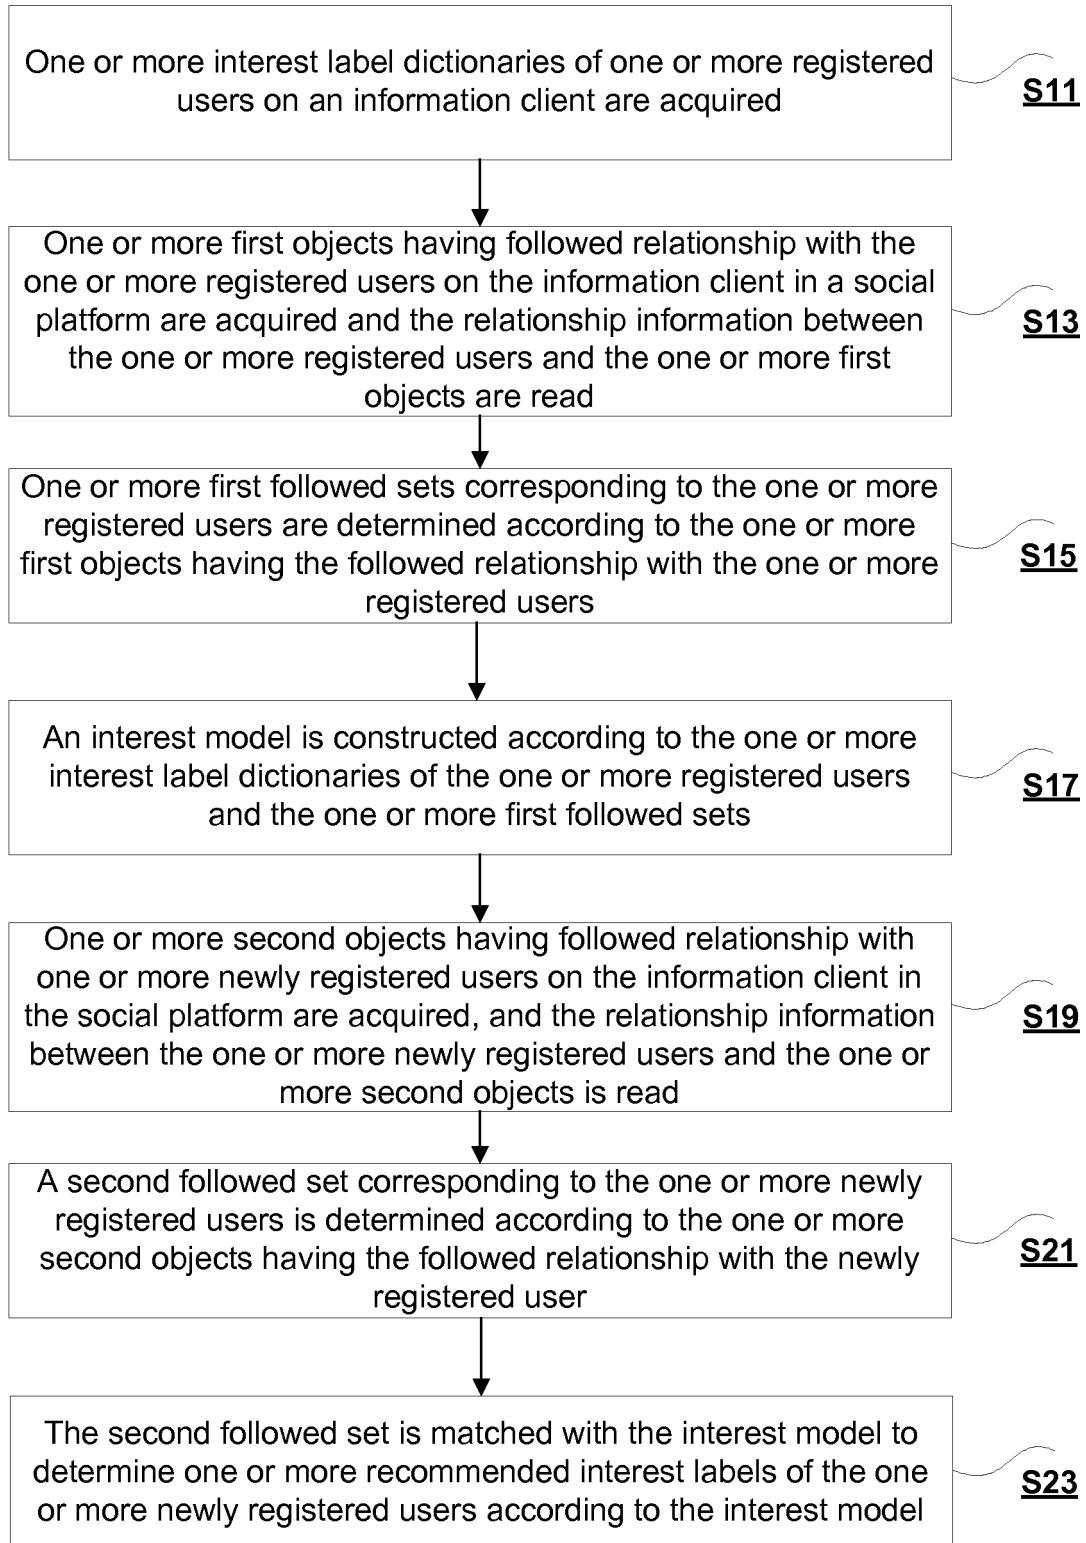 One or more interest label dictionaries of one or more registered
users on an information client are acquired
S11
One or more first objects having followed relationship with the
one or more registered users on the information client in a social
platform are acquired and the relationship information between
the one or more registered users and the one or more first
objects are read
S13
One or more first followed sets corresponding to the one or more
registered users are determined according to the one or more
first objects having the followed relationship with the one or more
registered users
S15
An interest model is constructed according to the one or more
interest label dictionaries of the one or more registered users
and the one or more first followed sets
S17
One or more second objects having followed relationship with
one or more newly registered users on the information client in
the social platform are acquired, and the relationship information
between the one or more newly registered users and the one or
more second objects is read
S19
A second followed set corresponding to the one or more newly
registered users is determined according to the one or more
second objects having the followed relationship with the newly
registered user
S21
The second followed set is matched with the interest model to
determine one or more recommended interest labels of the one
or more newly registered users according to the interest model
S23